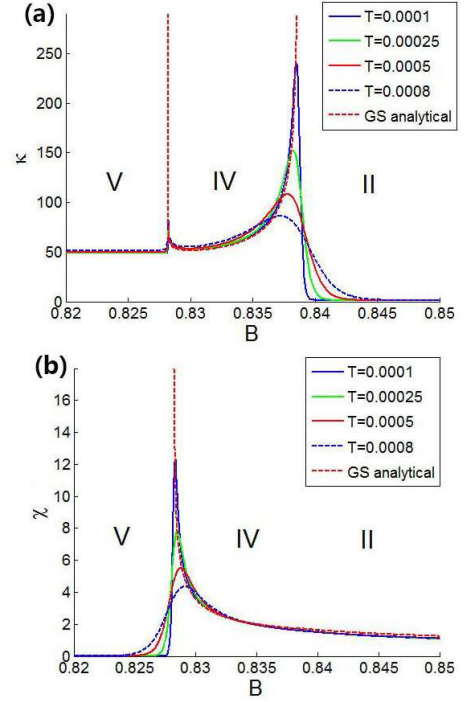 (a)
T=0.0001
T=0.00025
T=0.0005
T=0.0008
GS analytical
250
200
150
100
50
0
κ
V
IV
II
0.82
0.825
0.83
0.835
0.84
0.845
0.85
B
(b)
T=0.0001
T=0.00025
T=0.0005
T=0.0008
GS analytical
16
14
12
10
8
6
4
2
0
χ
V
IV
II
0.82
0.825
0.83
0.835
0.84
0.845
0.85
B